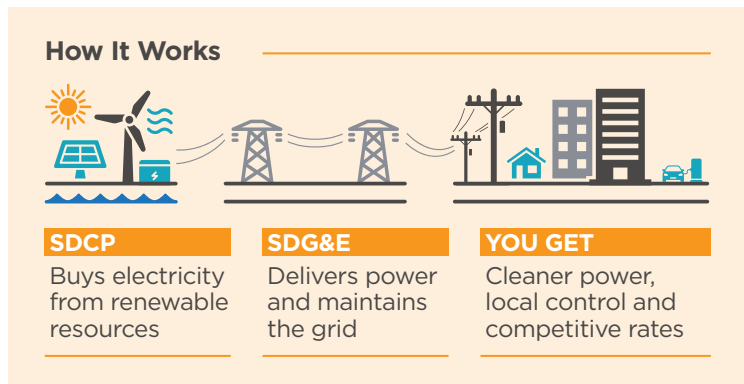 How It Works
SDCP
Buys electricity
from renewable
resources
SDG&E
Delivers power
and maintains
the grid
YOU GET
Cleaner power,
local control and
competitive rates